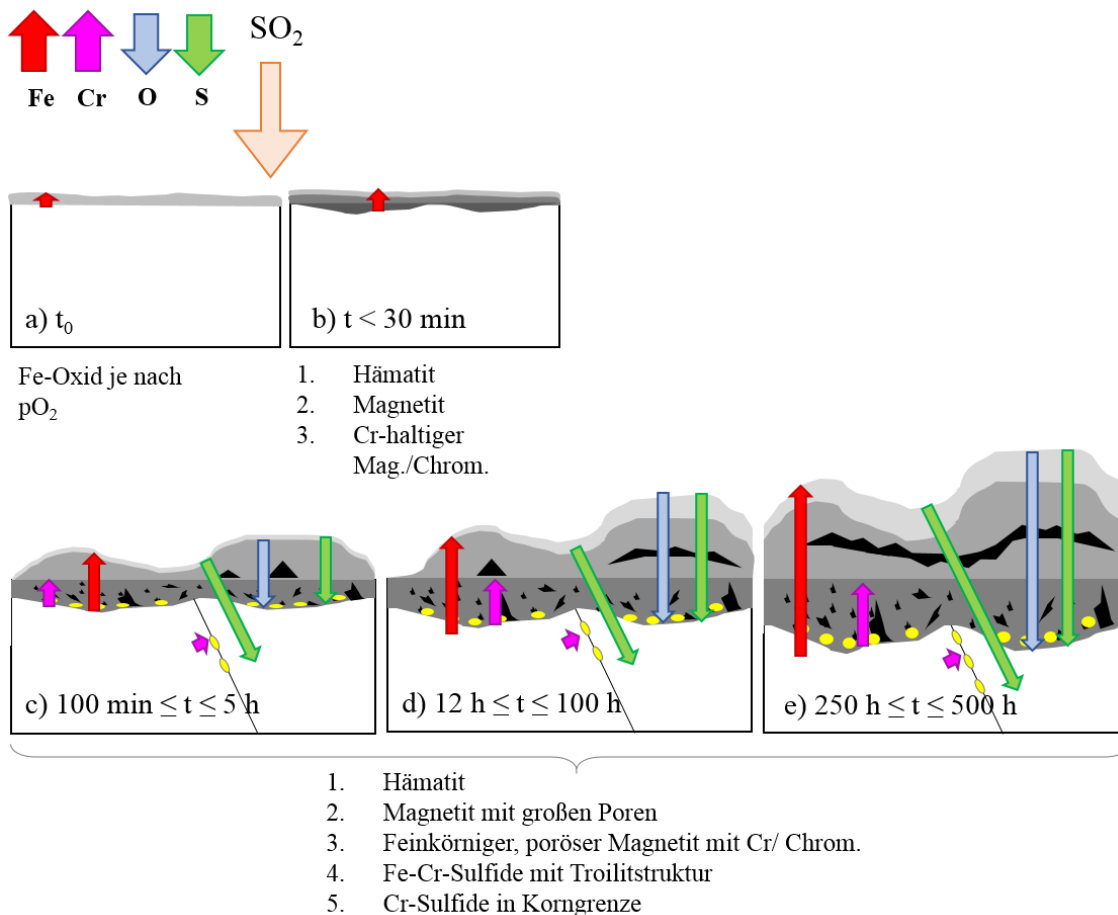 SO₂
Fe Cr O S
a) t₀
b) t < 30 min
Fe-Oxid je nach
pO₂
1. Hämatit
2. Magnetit
3. Cr-haltiger
Mag./Chrom.
c) 100 min ≤ t ≤ 5 h
d) 12 h ≤ t ≤ 100 h
e) 250 h ≤ t ≤ 500 h
1. Hämatit
2. Magnetit mit großen Poren
3. Feinkörniger, poröser Magnetit mit Cr/ Chrom.
4. Fe-Cr-Sulfide mit Troilitstruktur
5. Cr-Sulfide in Korngrenze